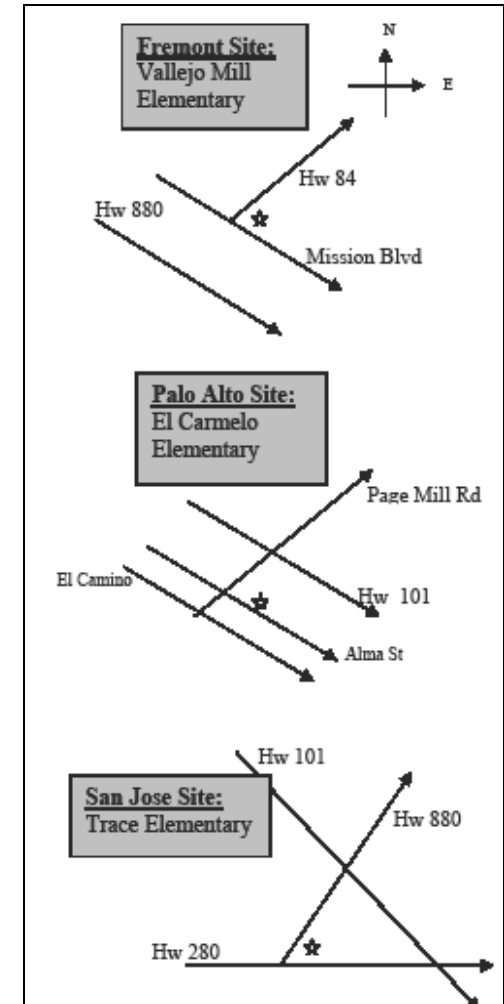 Fremont Site:
Vallejo Mill
Elementary
N
E
Hw 84
Hw 880
Mission Blvd
Palo Alto Site:
El Carmelo
Elementary
Page Mill Rd
El Camino
Hw 101
Alma St
Hw 101
San Jose Site:
Trace Elementary
Hw 880
Hw 280